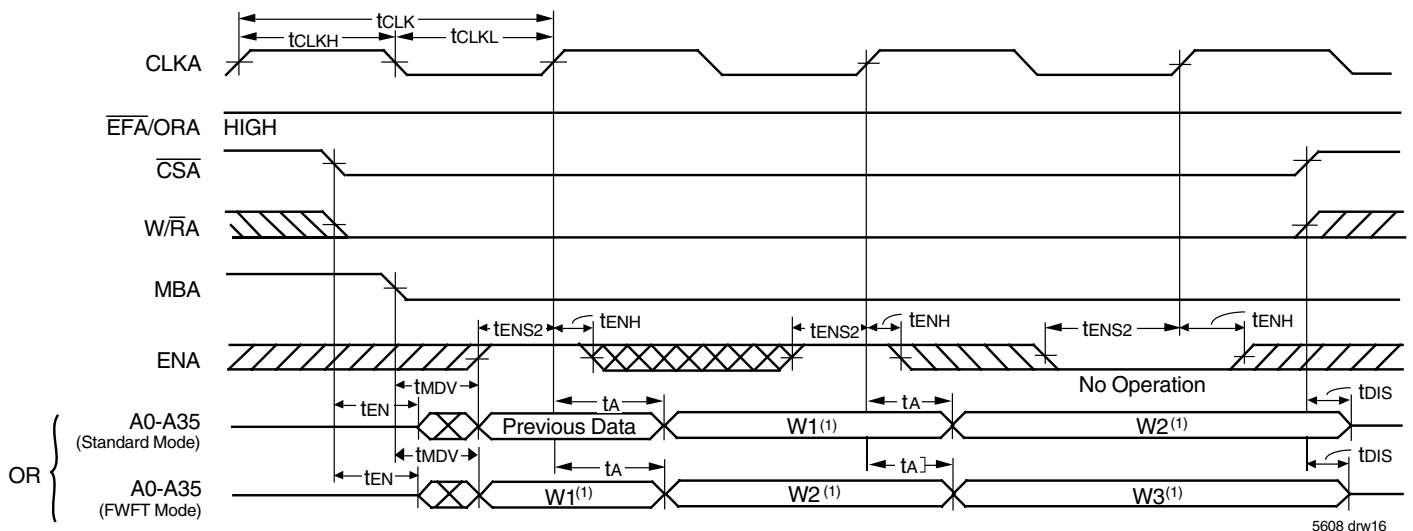 tCLK
tCLKH
tCLKL
CLKA
EFA/ORA HIGH
CSA
W/RA
MBA
tENS2
tENH
tENS2
tENH
tENS2
tENH
ENA
No Operation
tMDV
tEN
tA
tA
tDIS
A0-A35
(Standard Mode)
Previous Data
W1(1)
W2(1)
OR
tMDV
tEN
tA
tA
tDIS
A0-A35
(FWFT Mode)
W1(1)
W2(1)
W3(1)
5608 drw16